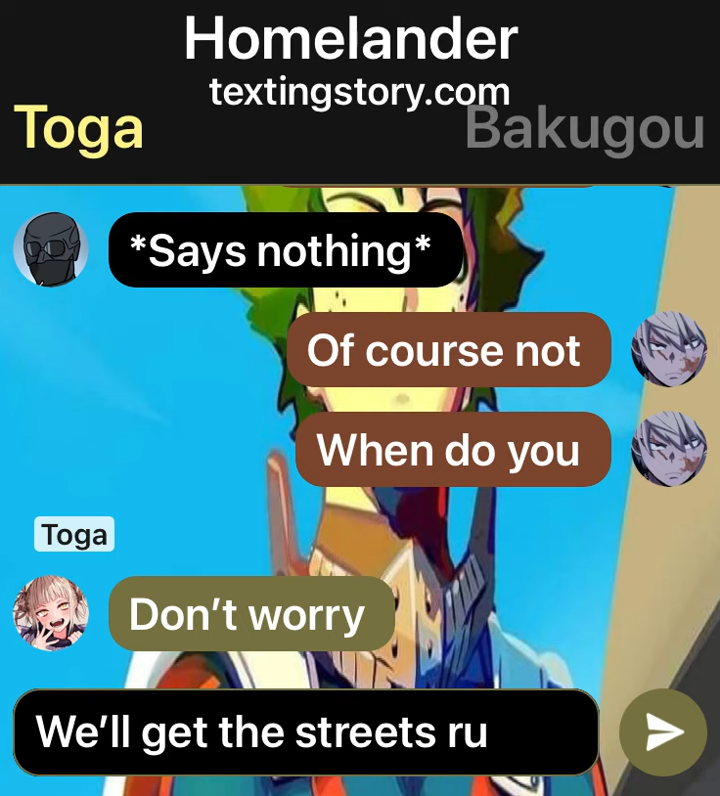 Homelander
textingstory.com
Toga
Bakugou
*Says nothing*
Of course not
When do you
Toga
Don’t worry
We’ll get the streets ru